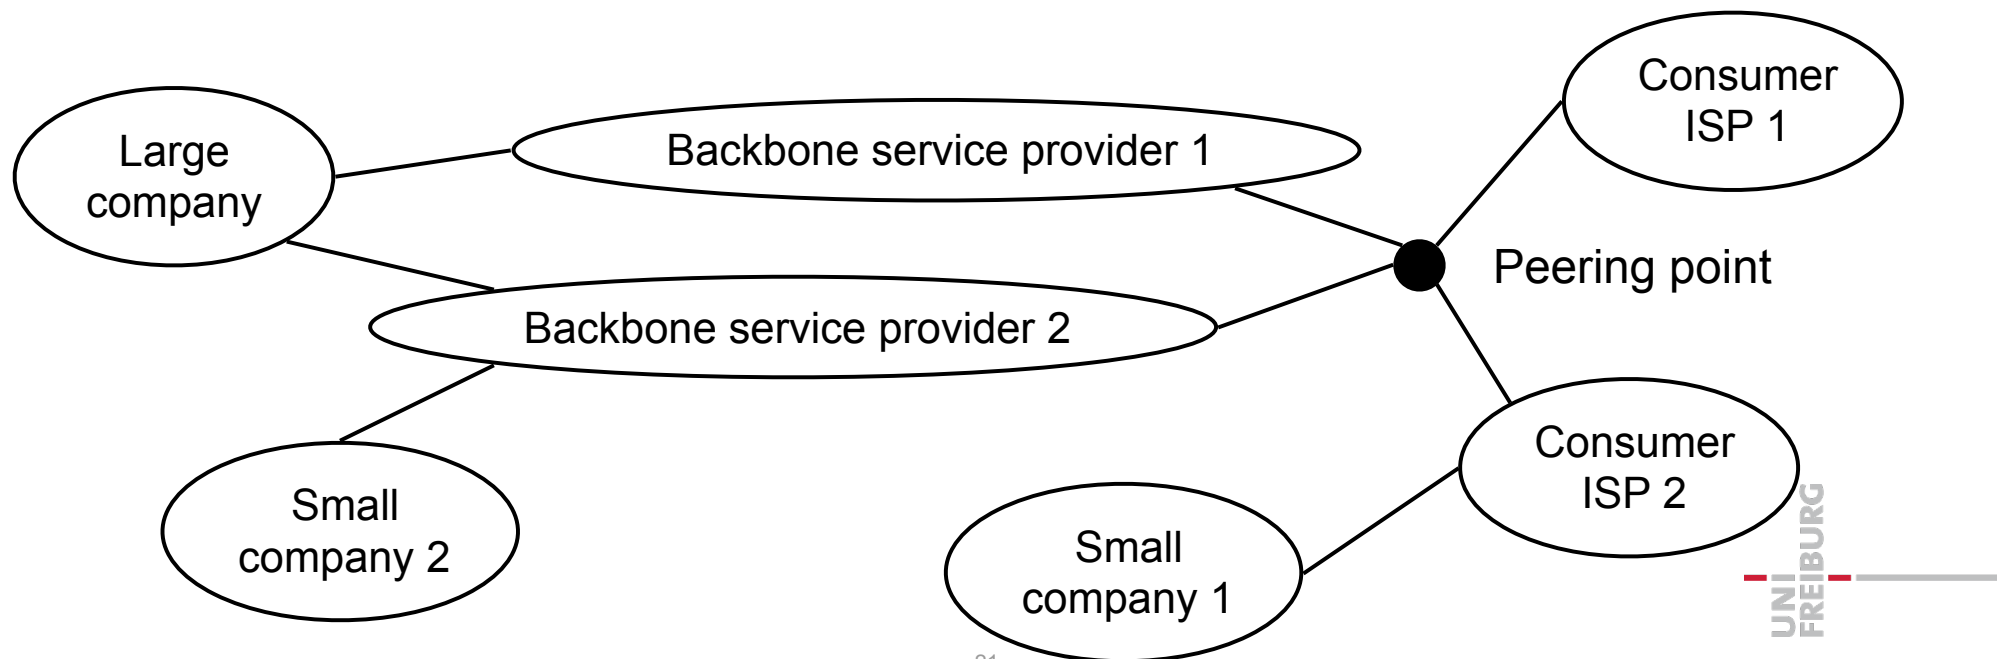 Consumer
ISP 1
Large
company
Backbone service provider 1
Peering point
Backbone service provider 2
Consumer
ISP 2
Small
company 2
Small
company 1
UNI
FREIBURG